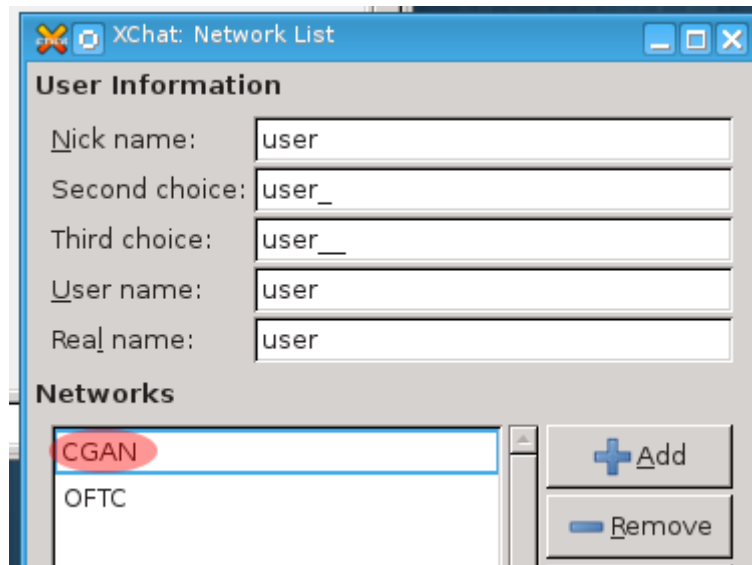 XChat: Network List
User Information
Nick name: user
Second choice: user_
Third choice: user__
User name: user
Real name: user
Networks
CGAN
Add
OFTC
Remove